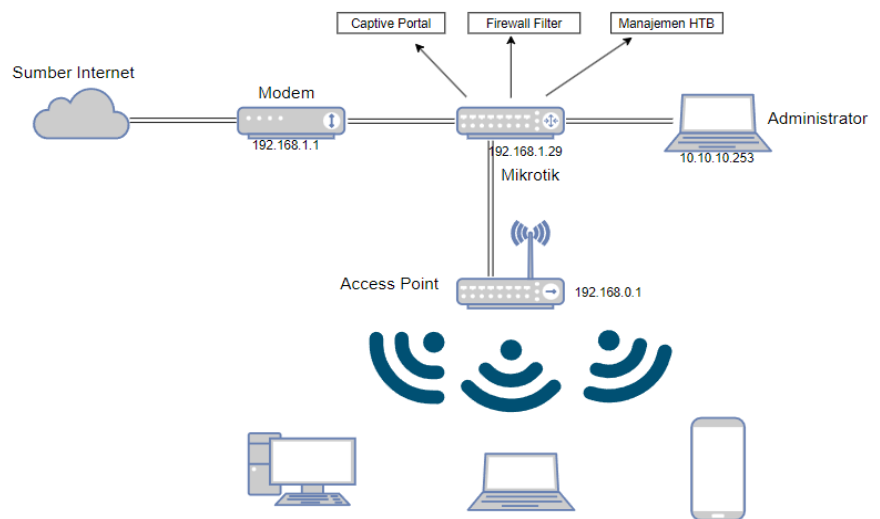 Captive Portal
Firewall Filter
Manajemen HTB
Sumber Internet
Modem
192.168.1.1
192.168.1.29
Mikrotik
Administrator
10.10.10.253
Access Point
192.168.0.1